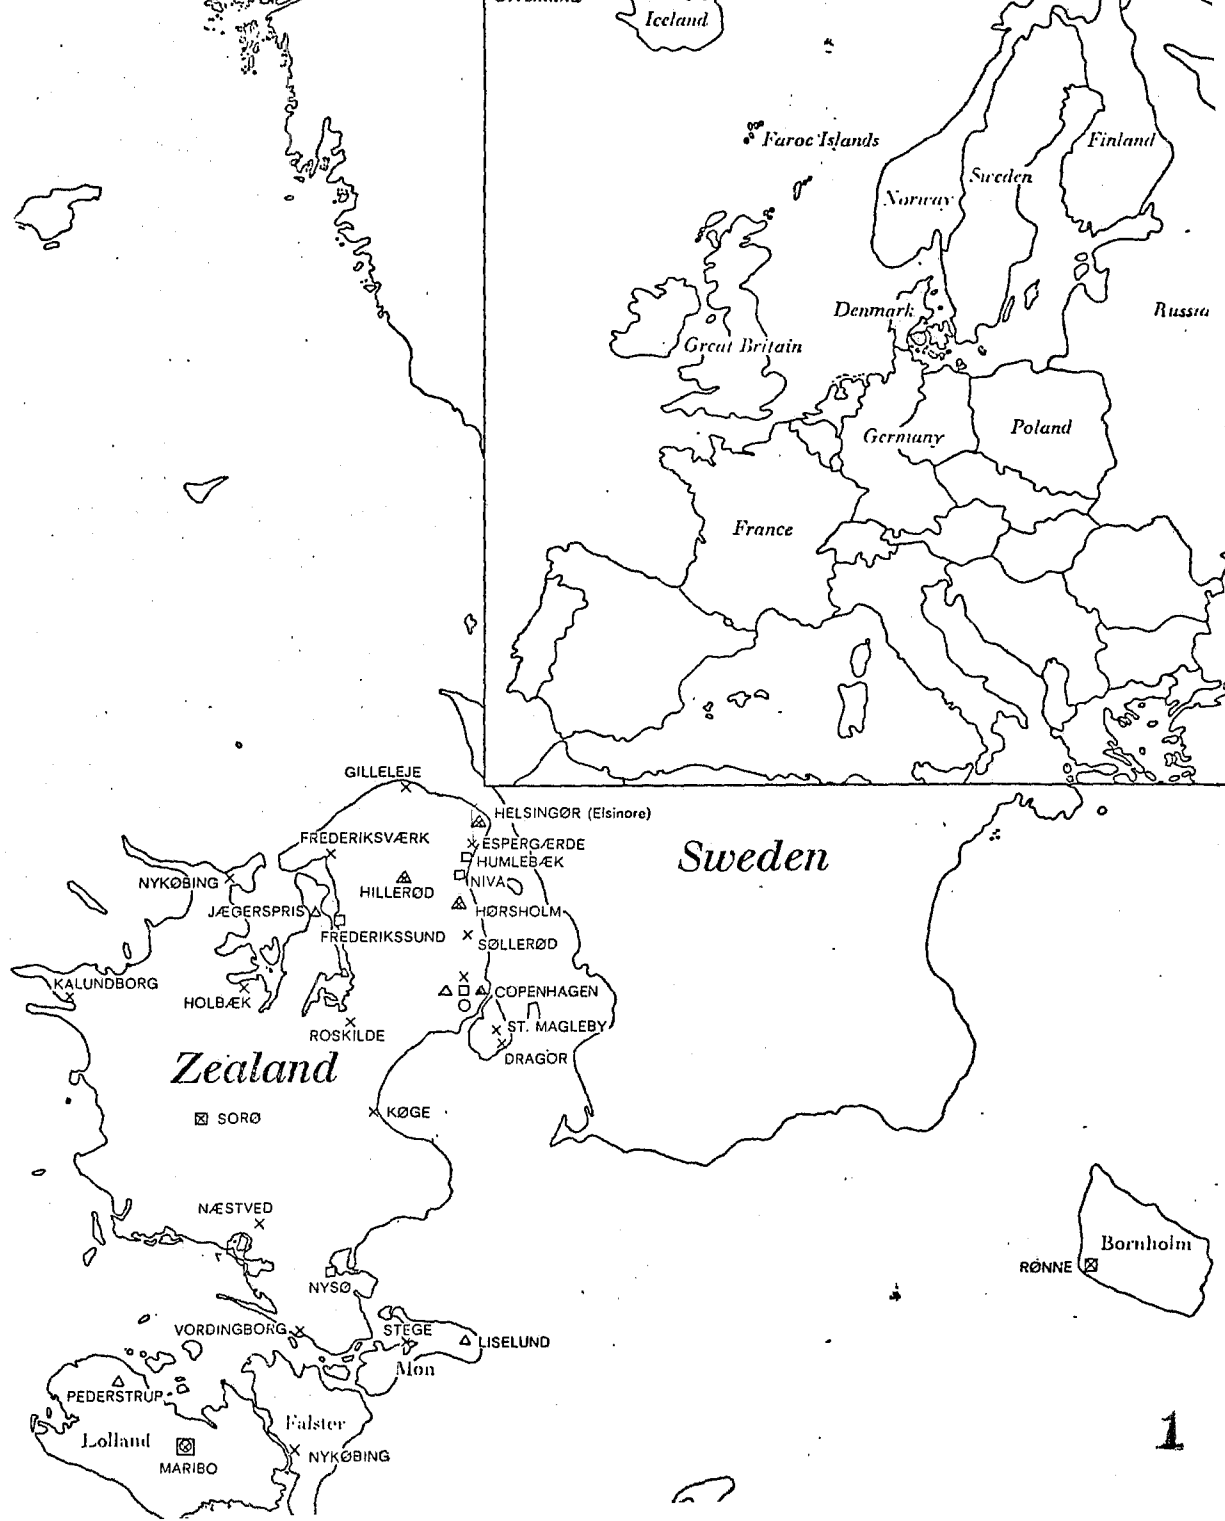 Iceland
Faroe Islands
Finland
Sweden
Norway
Denmark
Russia
Great Britain
Poland
Germany
France
GILLELEJE
HELSINGØR (Elsinore)
FREDERIKSVÆRK
ESPERGÆRDE
Sweden
HUMLEBÆK
NYKØBING
NIVA
HILLERØD
JÆGERSPRIS
HØRSHOLM
FREDERIKSSUND
SØLLERØD
KALUNDBORG
COPENHAGEN
HOLBÆK
ST. MAGLEBY
ROSKILDE
DRAGØR
Zealand
KØGE
SORØ
NÆSTVED
Bornholm
RØNNE
NYSØ
VORDINGBORG
STEGE
LISELUND
Møn
PEDERSTRUP
Falster
Lolland
NYKØBING
MARIBO
1